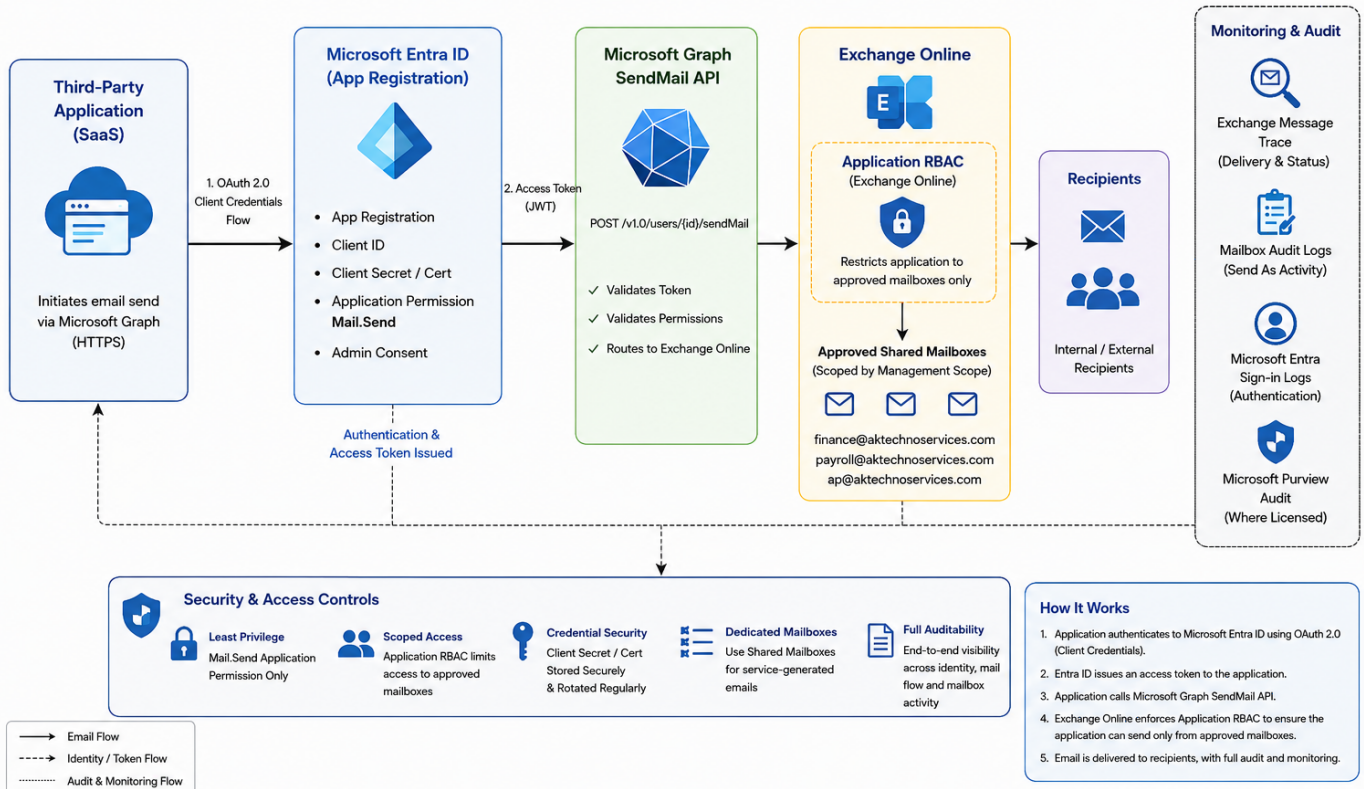 Third-Party
Application
(SaaS)
Initiates email send
via Microsoft Graph
(HTTPS)
1. OAuth 2.0
Client Credentials
Flow
Microsoft Entra ID
(App Registration)
• App Registration
• Client ID
• Client Secret / Cert
• Application Permission
Mail.Send
• Admin Consent
Authentication &
Access Token Issued
2. Access Token
(JWT)
Microsoft Graph
SendMail API
POST /v1.0/users/{id}/sendMail
✓ Validates Token
✓ Validates Permissions
✓ Routes to Exchange Online
Exchange Online
E
Application RBAC
(Exchange Online)
Restricts application to
approved mailboxes only
Approved Shared Mailboxes
(Scoped by Management Scope)
finance@aktechnoservices.com
payroll@aktechnoservices.com
ap@aktechnoservices.com
Recipients
Internal / External
Recipients
Monitoring & Audit
Exchange Message
Trace
(Delivery & Status)
Mailbox Audit Logs
(Send As Activity)
Microsoft Entra
Sign-in Logs
(Authentication)
Microsoft Purview
Audit
(Where Licensed)
Security & Access Controls
Least Privilege
Mail.Send Application
Permission Only
Scoped Access
Application RBAC limits
access to approved
mailboxes
Credential Security
Client Secret / Cert
Stored Securely
& Rotated Regularly
Dedicated Mailboxes
Use Shared Mailboxes
for service-generated
emails
Full Auditability
End-to-end visibility
across identity, mail
flow and mailbox
activity
How It Works
1. Application authenticates to Microsoft Entra ID using OAuth 2.0
(Client Credentials).
2. Entra ID issues an access token to the application.
3. Application calls Microsoft Graph SendMail API.
4. Exchange Online enforces Application RBAC to ensure the
application can send only from approved mailboxes.
5. Email is delivered to recipients, with full audit and monitoring.
Email Flow
Identity / Token Flow
Audit & Monitoring Flow